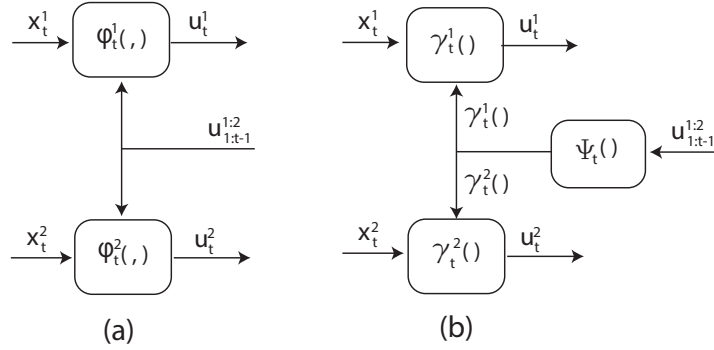 x_t^1 φ_t^1(,) u_t^1
u_{1:t-1}^{1:2}
x_t^2 φ_t^2(,) u_t^2
(a)
x_t^1 γ_t^1() u_t^1
γ_t^1()
Ψ_t() u_{1:t-1}^{1:2}
γ_t^2()
x_t^2 γ_t^2() u_t^2
(b)